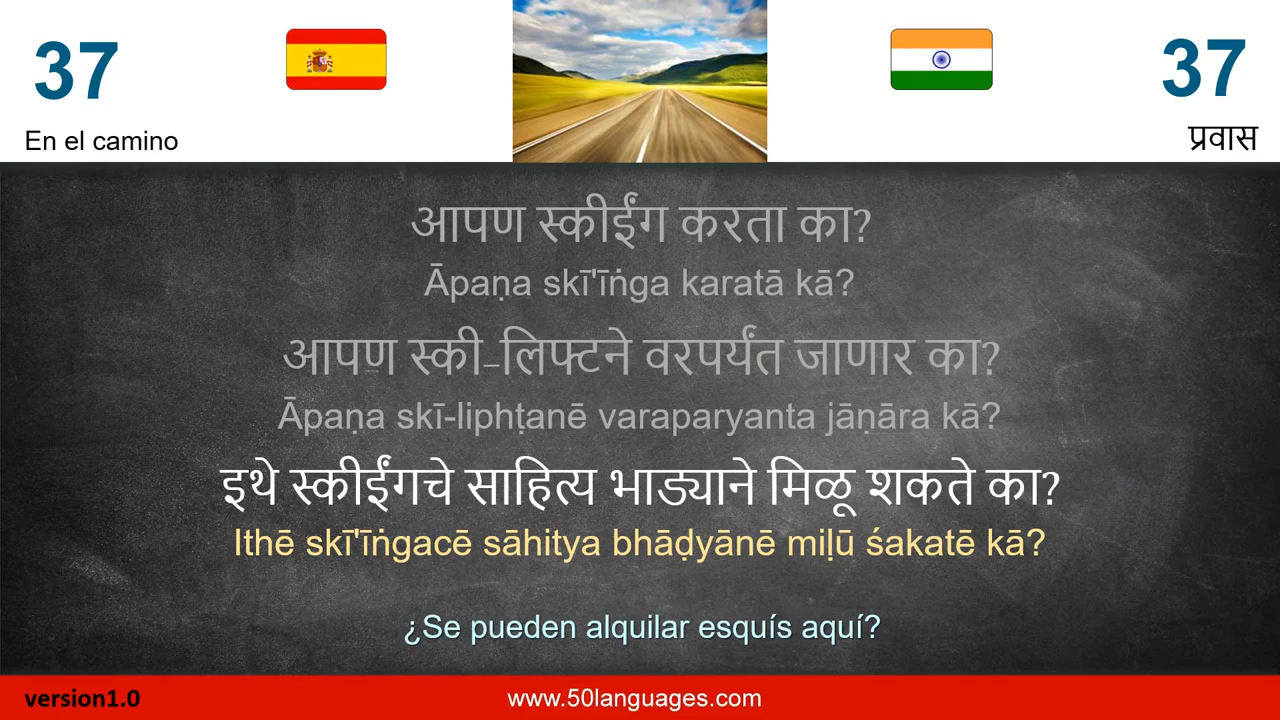 37
37
En el camino
प्रवास
आपण स्कीईंग करता का?
Āpaṇa skī'īṅga karatā kā?
आपण स्की-लिफ्टने वरपर्यंत जाणार का?
Āpaṇa skī-liphṭanē varaparyanta jāṇāra kā?
इथे स्कीईंगचे साहित्य भाड्याने मिळू शकते का?
Ithē skī'īṅgacē sāhitya bhāḍyānē miḷū śakatē kā?
¿Se pueden alquilar esquís aquí?
version1.0
www.50languages.com